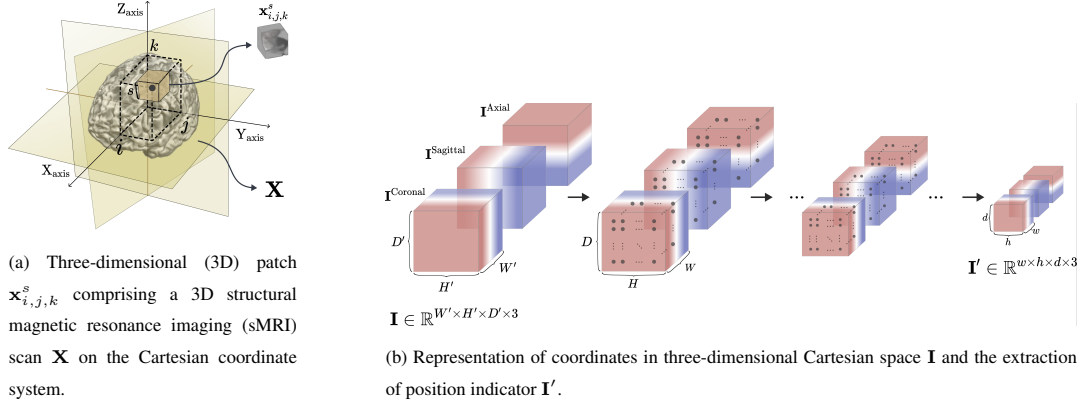 Z_axis
x^s_{i,j,k}
k
s
j
i
Y_axis
X_axis
X
(a) Three-dimensional (3D) patch
x^s_{i,j,k} comprising a 3D structural
magnetic resonance imaging (sMRI)
scan X on the Cartesian coordinate
system.
I^Axial
I^Sagittal
I^Coronal
D′
H′
W′
I ∈ ℝ^{W′×H′×D′×3}
D
H
W
...
...
d
h
w
I′ ∈ ℝ^{w×h×d×3}
(b) Representation of coordinates in three-dimensional Cartesian space I and the extraction
of position indicator I′.